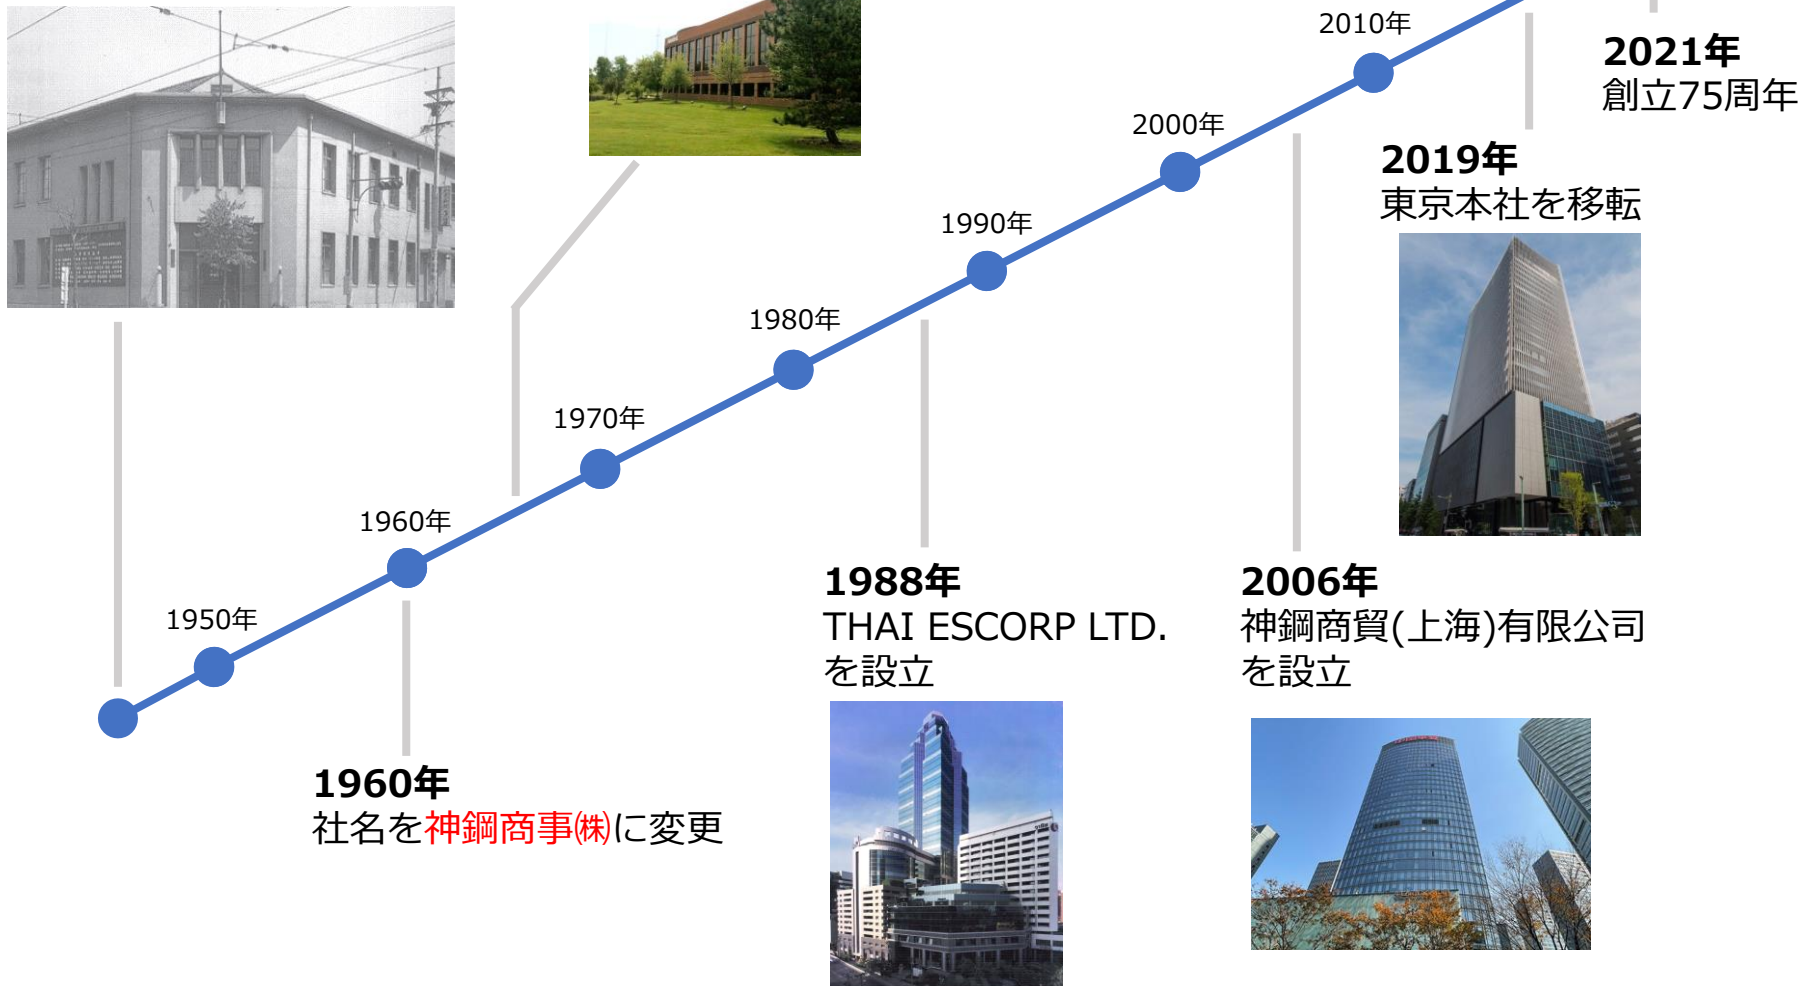 2010年
2021年
創立75周年
2000年
2019年
東京本社を移転
1990年
1980年
1970年
1960年
1950年
1988年
THAI ESCORP LTD.
を設立
2006年
神鋼商貿(上海)有限公司
を設立
1960年
社名を神鋼商事㈱に変更